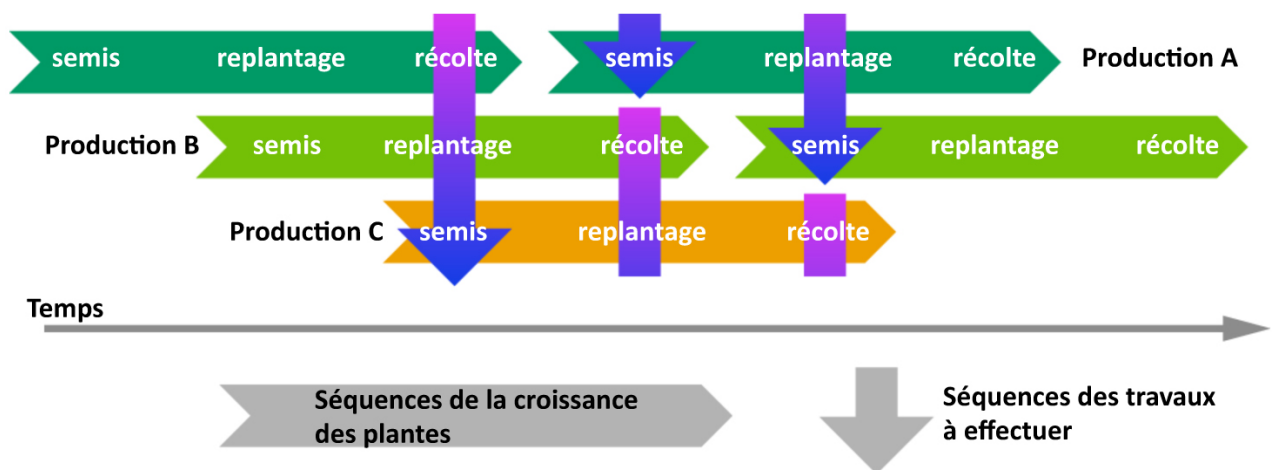 semis replantage récolte semis replantage récolte Production A
Production B semis replantage récolte semis replantage récolte
Production C semis replantage récolte
Temps
Séquences de la croissance
des plantes
Séquences des travaux
à effectuer